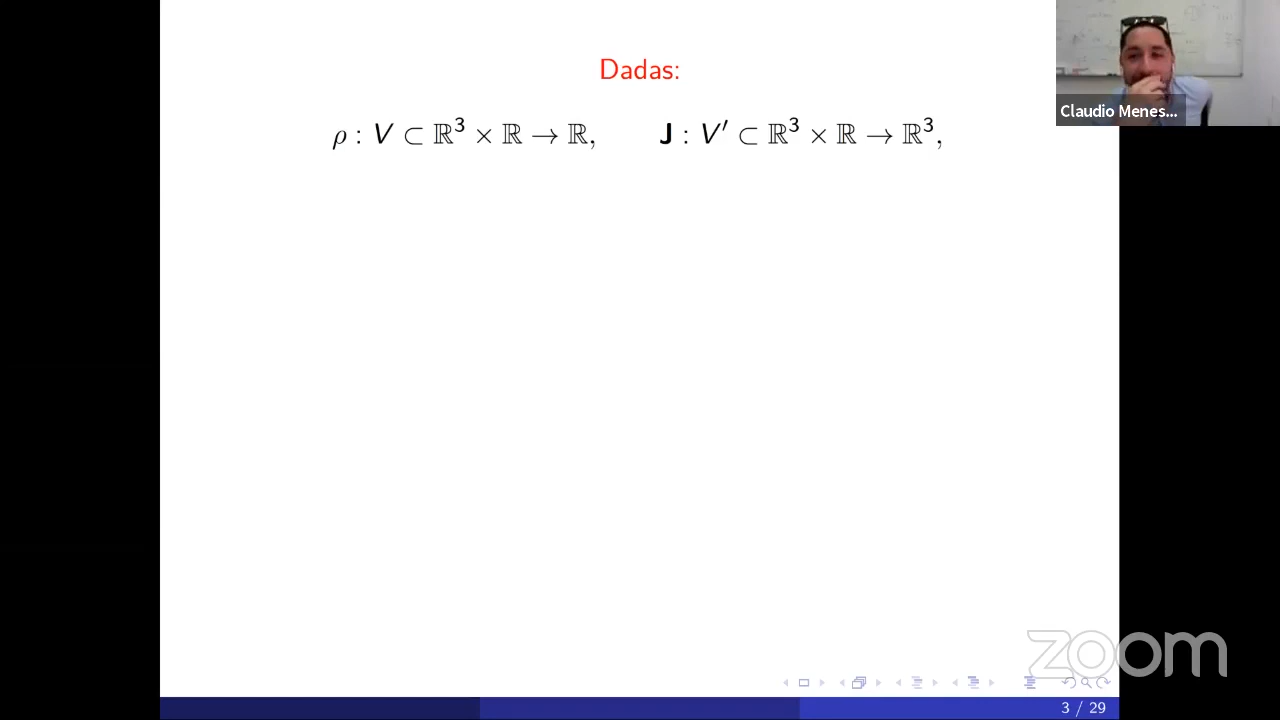 Dadas:
ρ : V ⊂ ℝ³ × ℝ → ℝ,   J : V′ ⊂ ℝ³ × ℝ → ℝ³,
Claudio Menes...
zoom
3 / 29